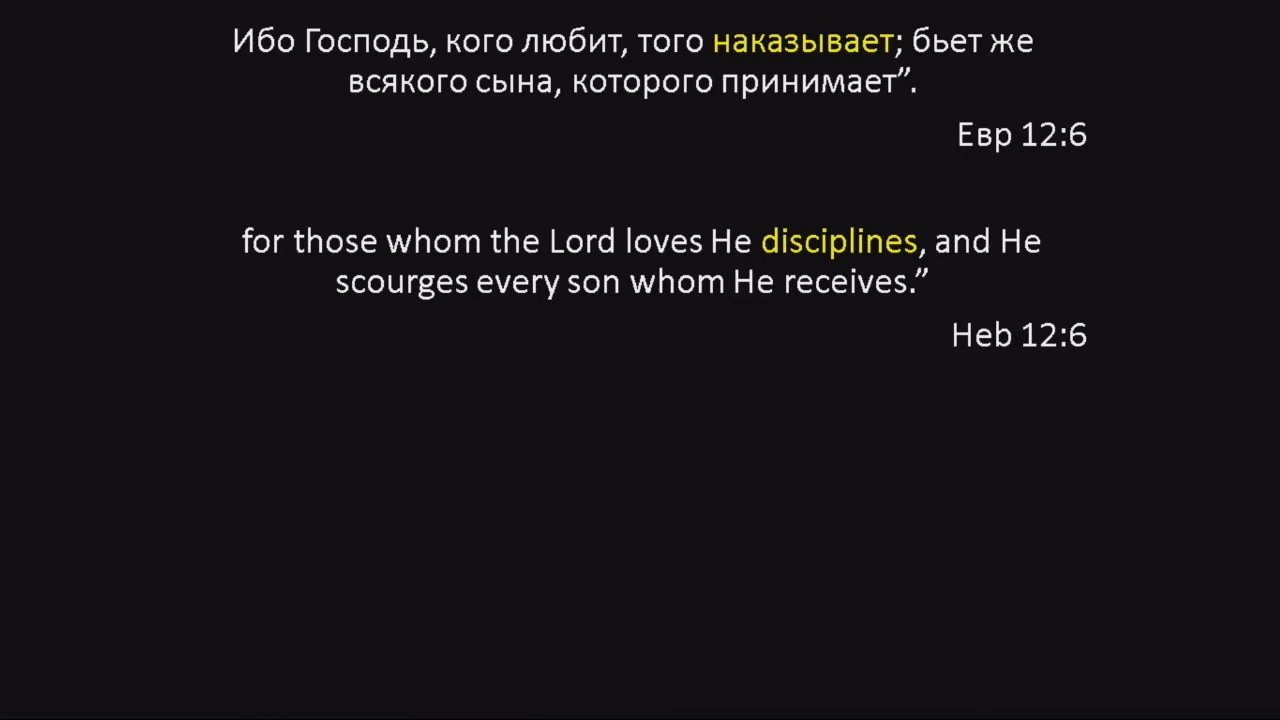 Ибо Господь, кого любит, того наказывает; бьет же
всякого сына, которого принимает”.
Евр 12:6
for those whom the Lord loves He disciplines, and He
scourges every son whom He receives.”
Heb 12:6